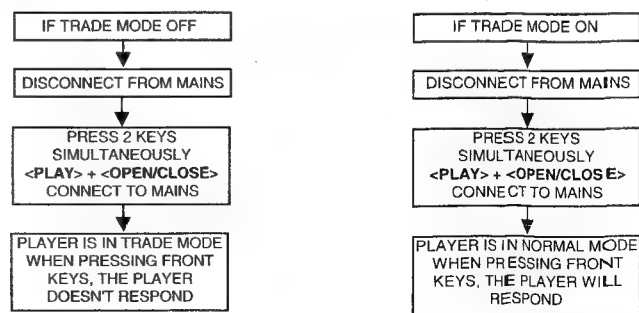 IF TRADE MODE OFF
DISCONNECT FROM MAINS
PRESS 2 KEYS
SIMULTANEOUSLY
<PLAY> + <OPEN/CLOSE>
CONNECT TO MAINS
PLAYER IS IN TRADE MODE
WHEN PRESSING FRONT
KEYS, THE PLAYER
DOESN'T RESPOND
IF TRADE MODE ON
DISCONNECT FROM MAINS
PRESS 2 KEYS
SIMULTANEOUSLY
<PLAY> + <OPEN/CLOSE>
CONNECT TO MAINS
PLAYER IS IN NORMAL MODE
WHEN PRESSING FRONT
KEYS, THE PLAYER WILL
RESPOND